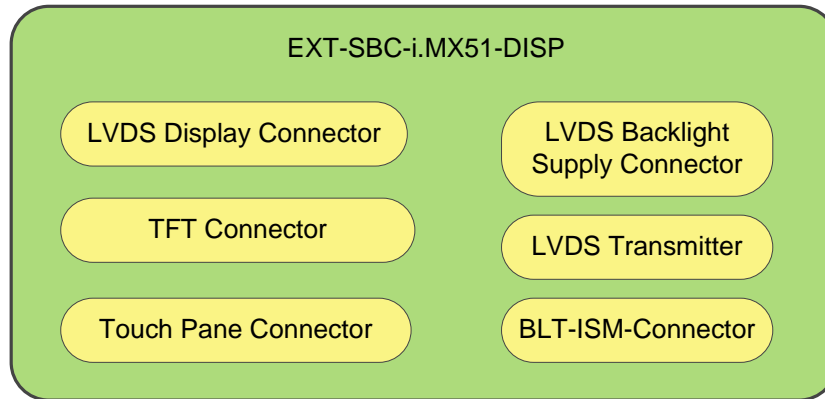 EXT-SBC-i.MX51-DISP
LVDS Display Connector
TFT Connector
Touch Pane Connector
LVDS Backlight
Supply Connector
LVDS Transmitter
BLT-ISM-Connector